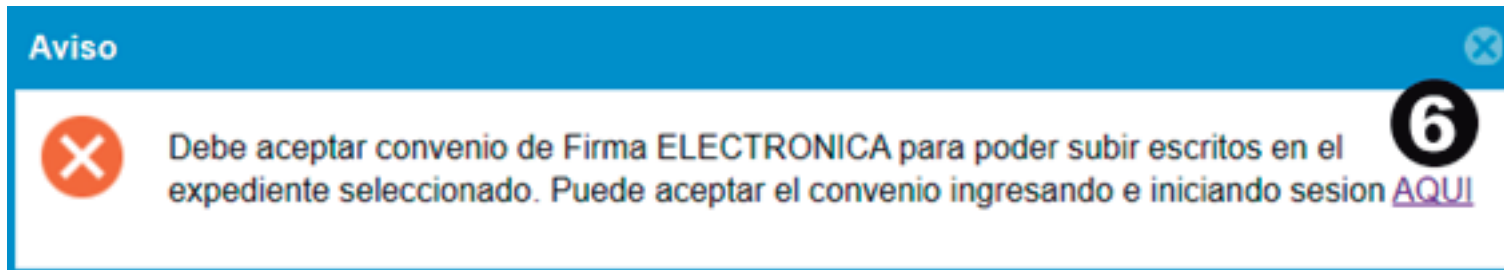 Aviso
6
Debe aceptar convenio de Firma ELECTRONICA para poder subir escritos en el
expediente seleccionado. Puede aceptar el convenio ingresando e iniciando sesion AQUI